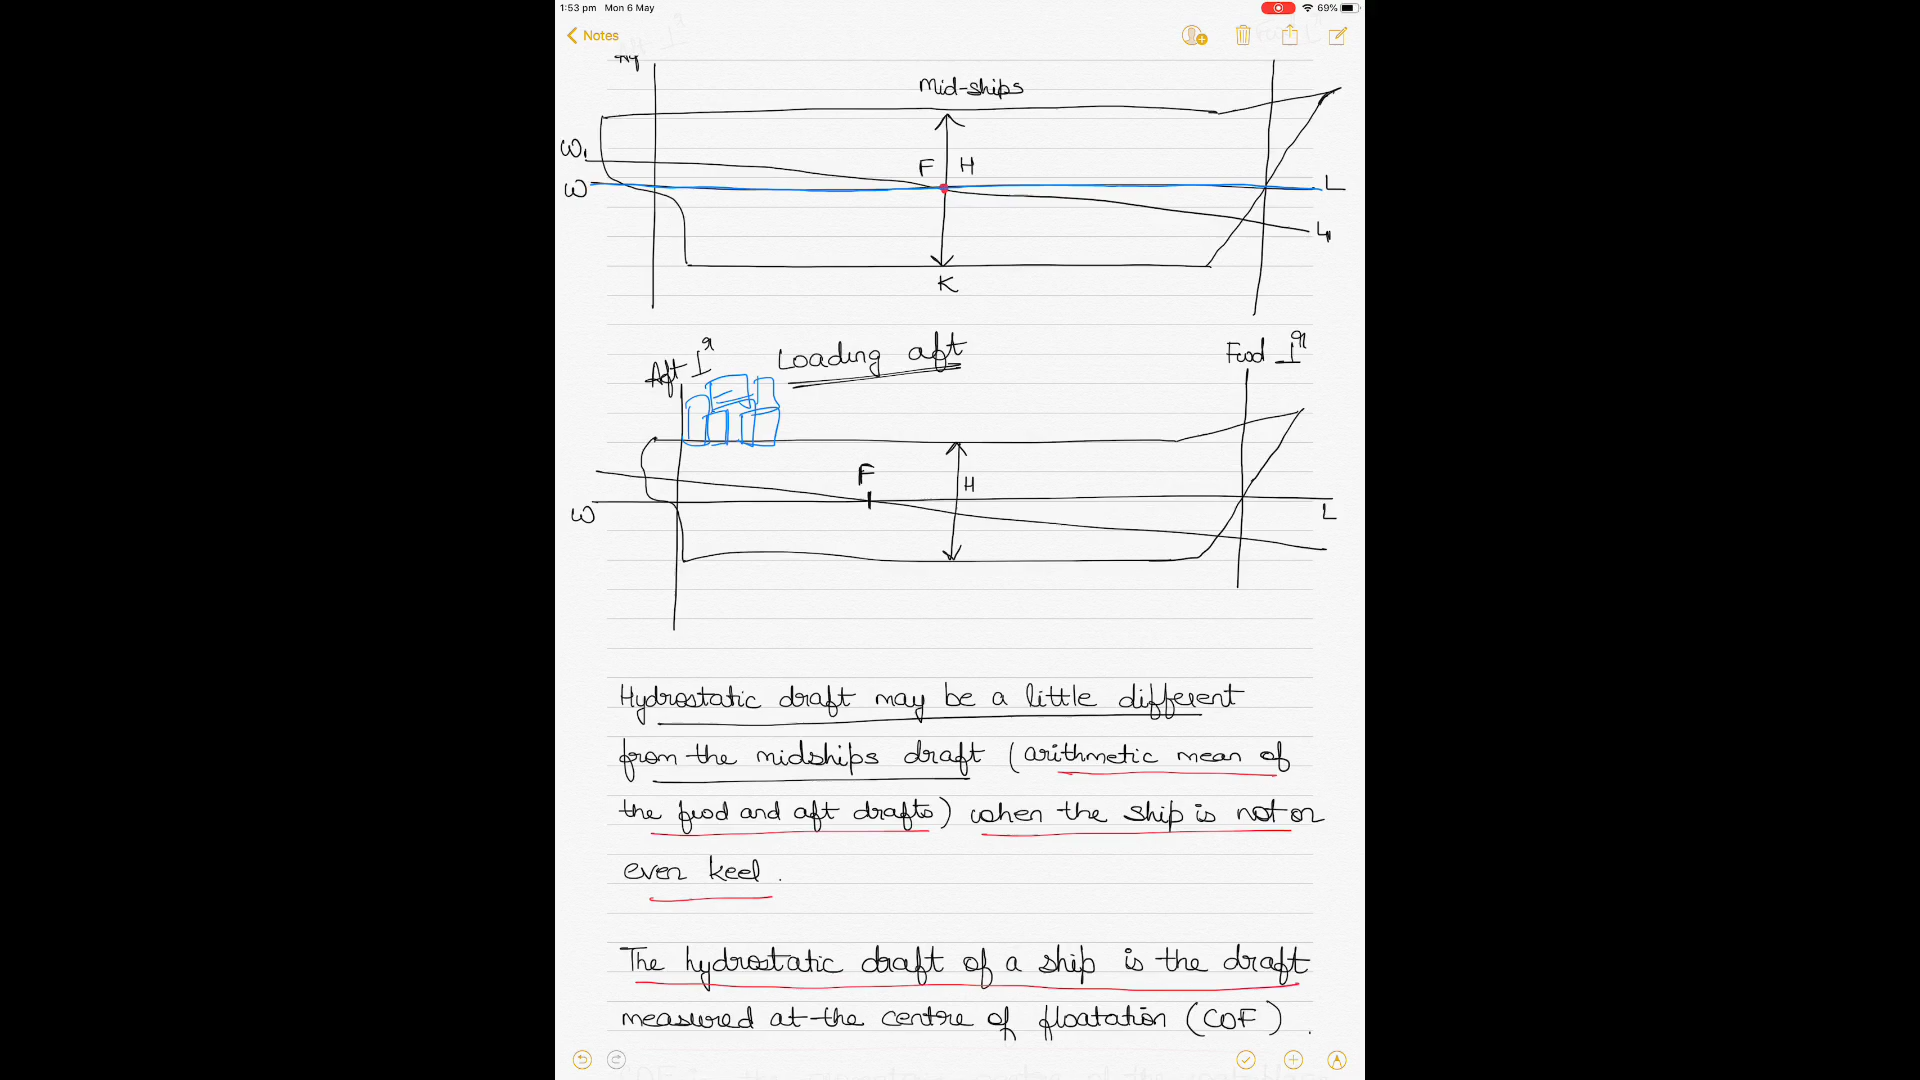 1:53 pm Mon 6 May
69%
Notes
Mid-ships
W₁
F H
W
L
L₁
K
Aft ⊥r
Loading aft
Fwd ⊥r
F
H
W
L
Hydrostatic draft may be a little different
from the midships draft (arithmetic mean of
the fwd and aft drafts) when the ship is not on
even keel.
The hydrostatic draft of a ship is the draft
measured at the centre of floatation (COF).